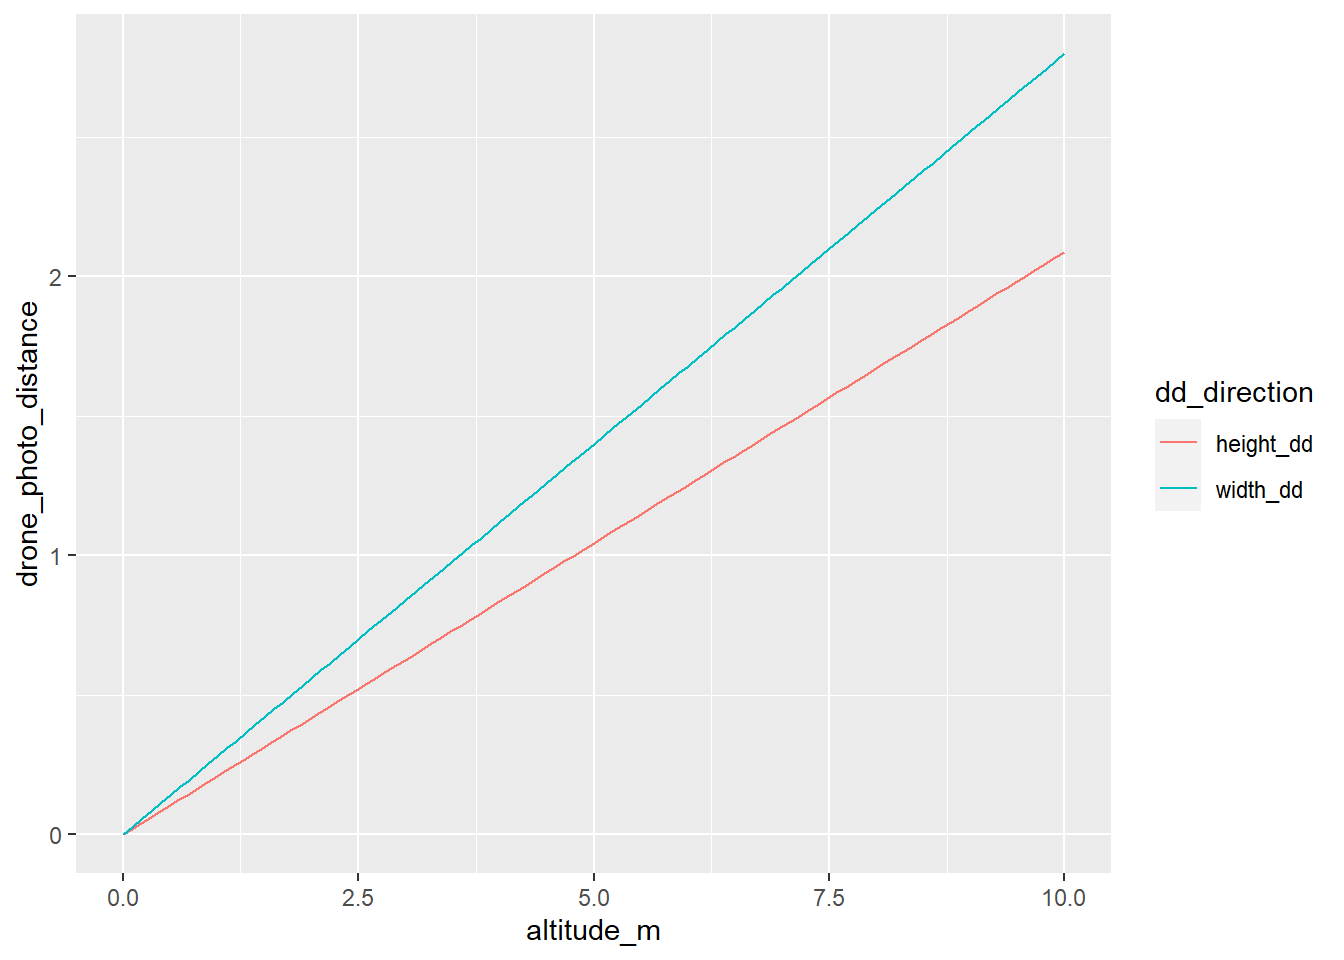 drone_photo_distance
2
1
0
0.0
2.5
5.0
7.5
10.0
altitude_m
dd_direction
height_dd
width_dd